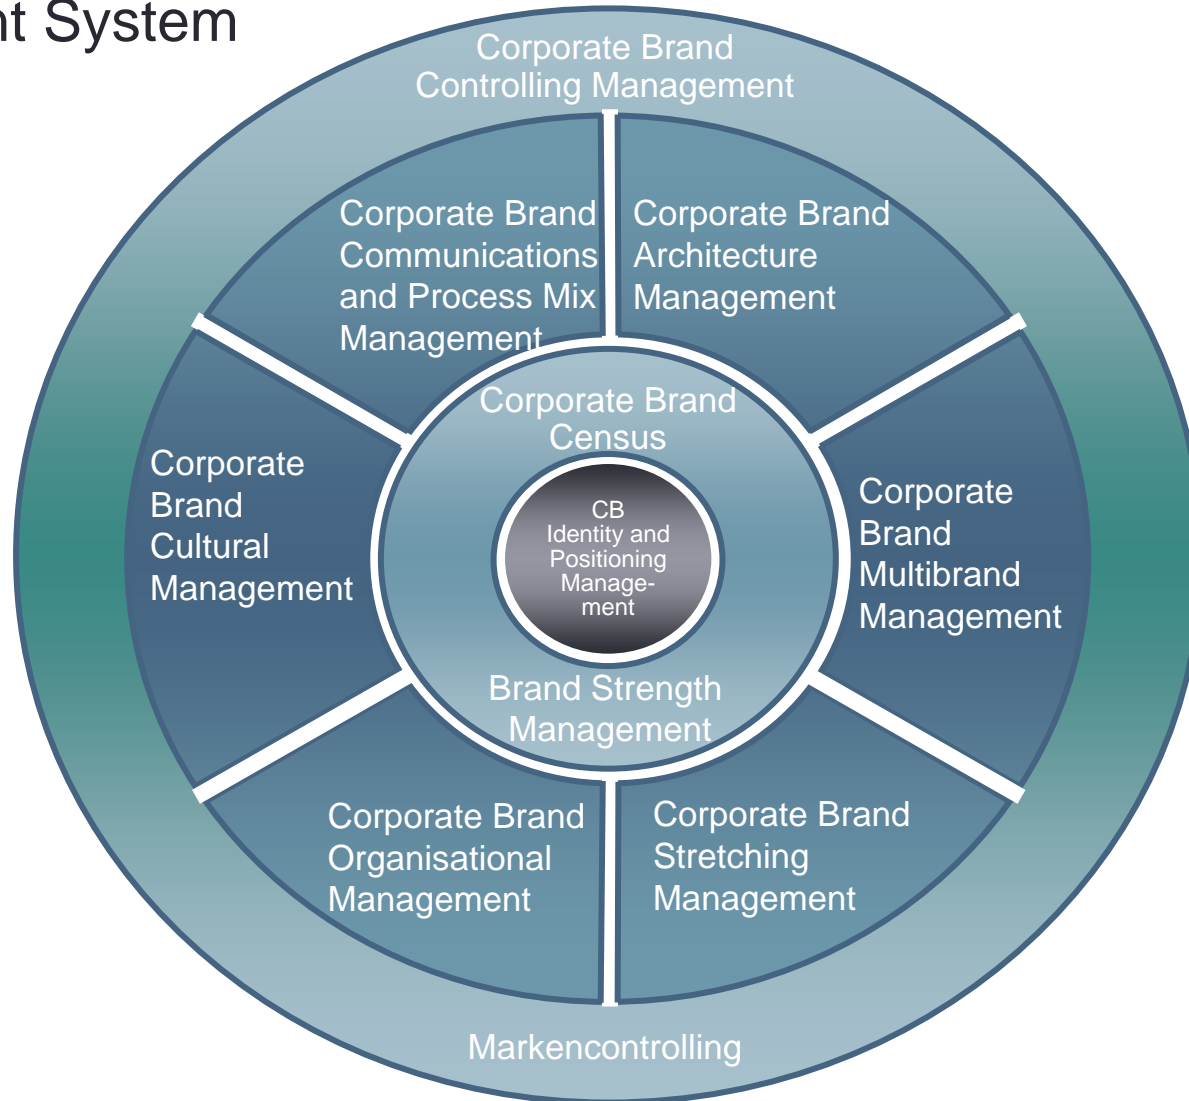 nt System
Corporate Brand
Controlling Management
Corporate Brand
Communications
and Process Mix
Management
Corporate Brand
Architecture
Management
Corporate Brand
Census
Corporate
Brand
Cultural
Management
CB
Identity and
Positioning
Manage-
ment
Corporate
Brand
Multibrand
Management
Brand Strength
Management
Corporate Brand
Organisational
Management
Corporate Brand
Stretching
Management
Markencontrolling